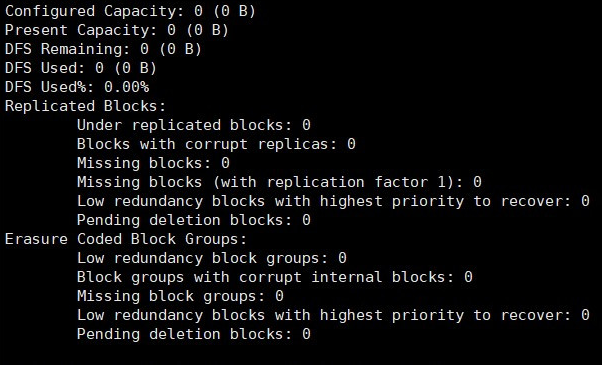 Configured Capacity: 0 (0 B)
Present Capacity: 0 (0 B)
DFS Remaining: 0 (0 B)
DFS Used: 0 (0 B)
DFS Used%: 0.00%
Replicated Blocks:
Under replicated blocks: 0
Blocks with corrupt replicas: 0
Missing blocks: 0
Missing blocks (with replication factor 1): 0
Low redundancy blocks with highest priority to recover: 0
Pending deletion blocks: 0
Erasure Coded Block Groups:
Low redundancy block groups: 0
Block groups with corrupt internal blocks: 0
Missing block groups: 0
Low redundancy blocks with highest priority to recover: 0
Pending deletion blocks: 0